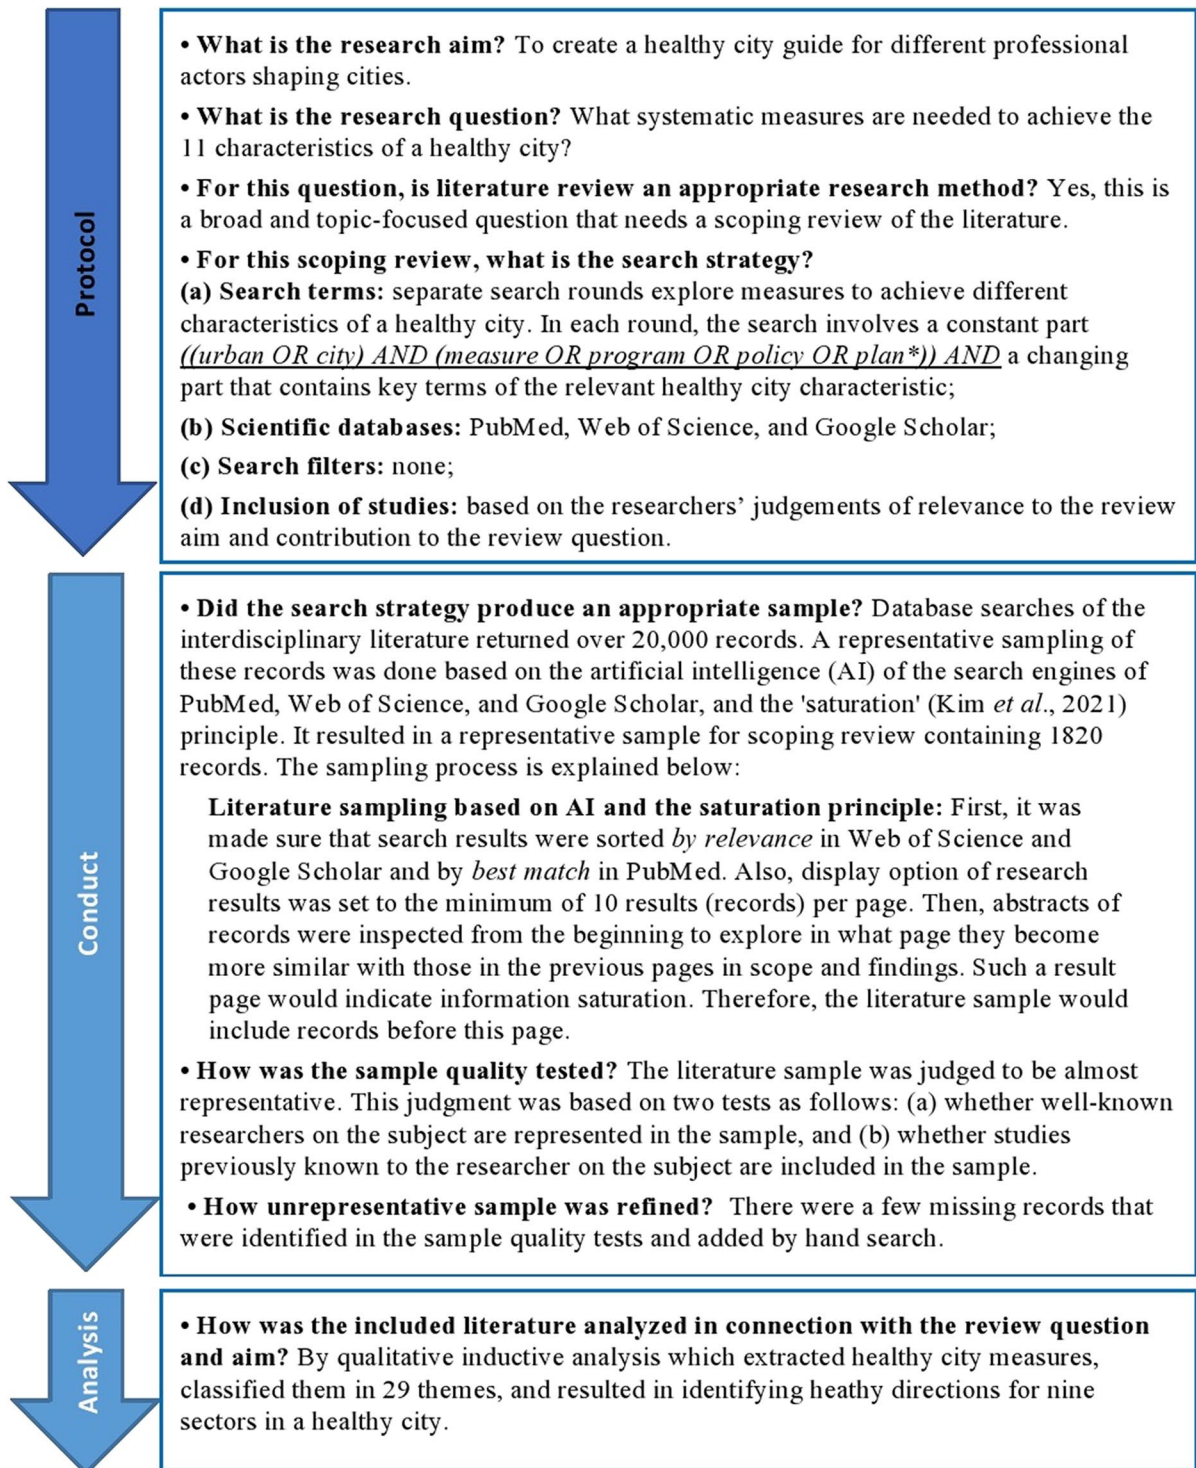 Protocol
• What is the research aim? To create a healthy city guide for different professional
actors shaping cities.
• What is the research question? What systematic measures are needed to achieve the
11 characteristics of a healthy city?
• For this question, is literature review an appropriate research method? Yes, this is
a broad and topic-focused question that needs a scoping review of the literature.
• For this scoping review, what is the search strategy?
(a) Search terms: separate search rounds explore measures to achieve different
characteristics of a healthy city. In each round, the search involves a constant part
((urban OR city) AND (measure OR program OR policy OR plan*)) AND a changing
part that contains key terms of the relevant healthy city characteristic;
(b) Scientific databases: PubMed, Web of Science, and Google Scholar;
(c) Search filters: none;
(d) Inclusion of studies: based on the researchers’ judgements of relevance to the review
aim and contribution to the review question.
Conduct
• Did the search strategy produce an appropriate sample? Database searches of the
interdisciplinary literature returned over 20,000 records. A representative sampling of
these records was done based on the artificial intelligence (AI) of the search engines of
PubMed, Web of Science, and Google Scholar, and the 'saturation' (Kim et al., 2021)
principle. It resulted in a representative sample for scoping review containing 1820
records. The sampling process is explained below:
Literature sampling based on AI and the saturation principle: First, it was
made sure that search results were sorted by relevance in Web of Science and
Google Scholar and by best match in PubMed. Also, display option of research
results was set to the minimum of 10 results (records) per page. Then, abstracts of
records were inspected from the beginning to explore in what page they become
more similar with those in the previous pages in scope and findings. Such a result
page would indicate information saturation. Therefore, the literature sample would
include records before this page.
• How was the sample quality tested? The literature sample was judged to be almost
representative. This judgment was based on two tests as follows: (a) whether well-known
researchers on the subject are represented in the sample, and (b) whether studies
previously known to the researcher on the subject are included in the sample.
• How unrepresentative sample was refined? There were a few missing records that
were identified in the sample quality tests and added by hand search.
Analysis
• How was the included literature analyzed in connection with the review question
and aim? By qualitative inductive analysis which extracted healthy city measures,
classified them in 29 themes, and resulted in identifying heathy directions for nine
sectors in a healthy city.